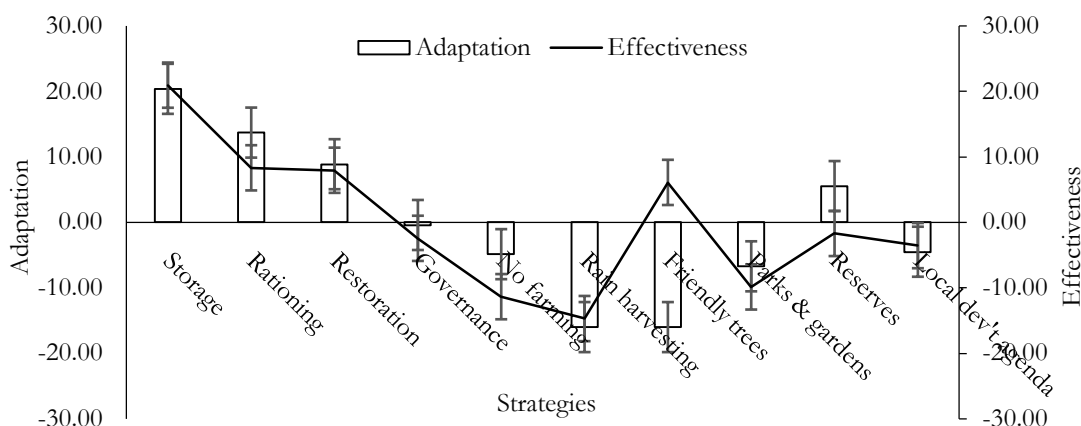 30.00
20.00
10.00
0.00
-10.00
-20.00
-30.00
Adaptation
Adaptation
Effectiveness
Storage
Rationing
Restoration
Governance
No farming
Rain harvesting
Friendly trees
Parks & gardens
Reserves
Local dev't agenda
Strategies
30.00
20.00
10.00
0.00
-10.00
-20.00
-30.00
Effectiveness